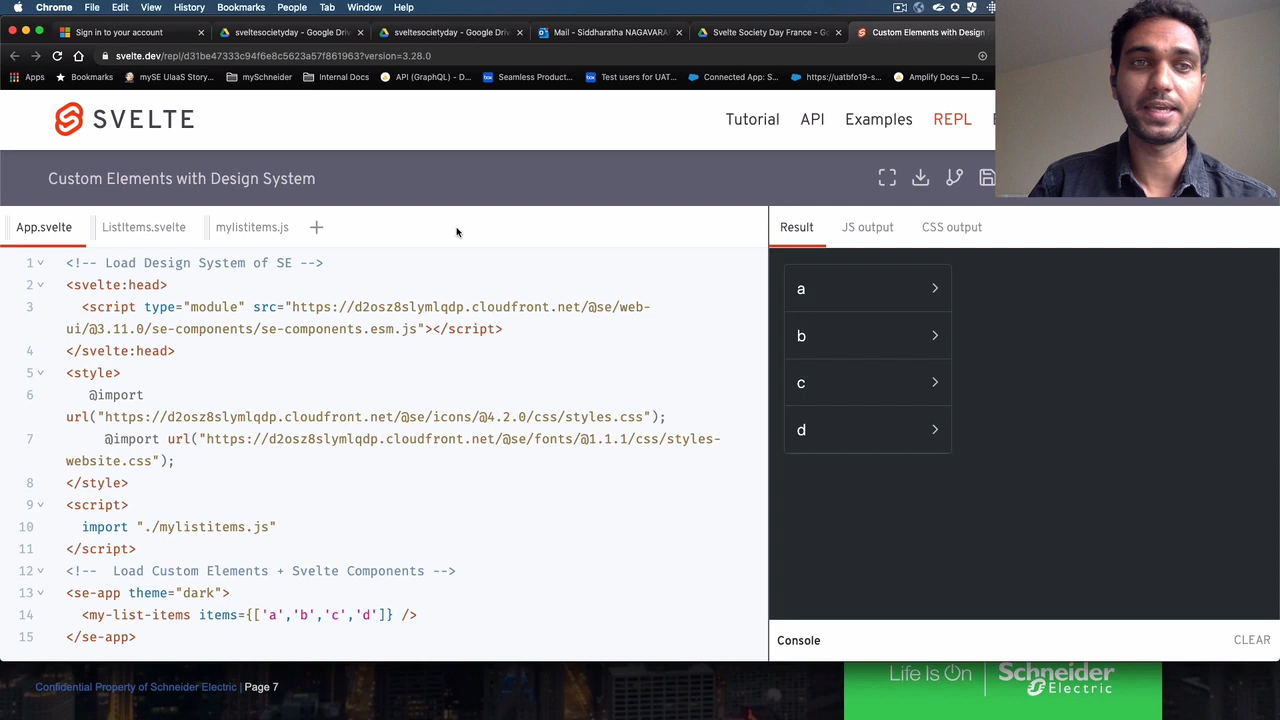 Chrome File Edit View History Bookmarks People Tab Window Help
Sign in to your account
sveltesocietyday - Google Driv
sveltesocietyday - Google Driv
Mail - Siddharatha NAGAVARA
Svelte Society Day France - Go
Custom Elements with Design
svelte.dev/repl/d31be47333c94f6e8c5623a57f861963?version=3.28.0
Apps
Bookmarks
mySE UIaaS Story...
mySchneider
Internal Docs
API (GraphQL) - D...
Seamless Product...
Test users for UAT...
Connected App: S...
https://uatbfo19-s...
Amplify Docs — D...
SVELTE
Tutorial API Examples REPL
Custom Elements with Design System
App.svelte ListItems.svelte mylistitems.js +
Result JS output CSS output
1 <!-- Load Design System of SE -->
2 <svelte:head>
3 <script type="module" src="https://d2osz8slymlqdp.cloudfront.net/@se/web-
ui/@3.11.0/se-components/se-components.esm.js"></script>
4 </svelte:head>
5 <style>
6 @import
url("https://d2osz8slymlqdp.cloudfront.net/@se/icons/@4.2.0/css/styles.css");
7 @import url("https://d2osz8slymlqdp.cloudfront.net/@se/fonts/@1.1.1/css/styles-
website.css");
8 </style>
9 <script>
10 import "./mylistitems.js"
11 </script>
12 <!-- Load Custom Elements + Svelte Components -->
13 <se-app theme="dark">
14 <my-list-items items={['a','b','c','d']} />
15 </se-app>
a
b
c
d
Console CLEAR
Confidential Property of Schneider Electric | Page 7
Life Is On | Schneider
Electric